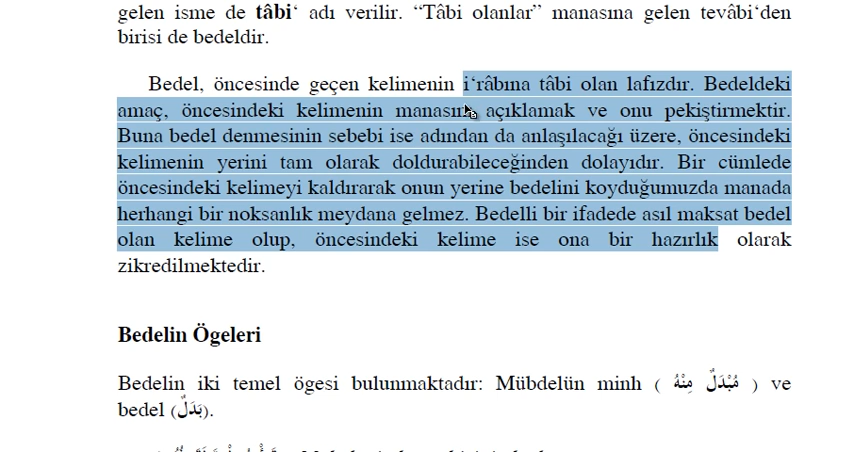 gelen isme de tâbi‘ adı verilir. “Tâbi olanlar” manasına gelen tevâbi‘den
birisi de bedeldir.
Bedel, öncesinde geçen kelimenin i‘râbına tâbi olan lafızdır. Bedeldeki
amaç, öncesindeki kelimenin manasını açıklamak ve onu pekiştirmektir.
Buna bedel denmesinin sebebi ise adından da anlaşılacağı üzere, öncesindeki
kelimenin yerini tam olarak doldurabileceğinden dolayıdır. Bir cümlede
öncesindeki kelimeyi kaldırarak onun yerine bedelini koyduğumuzda manada
herhangi bir noksanlık meydana gelmez. Bedelli bir ifadede asıl maksat bedel
olan kelime olup, öncesindeki kelime ise ona bir hazırlık olarak
zikredilmektedir.
Bedelin Ögeleri
Bedelin iki temel ögesi bulunmaktadır: Mübdelün minh ( مُبْدَلٌ مِنْهُ ) ve
bedel (بَدَلٌ).